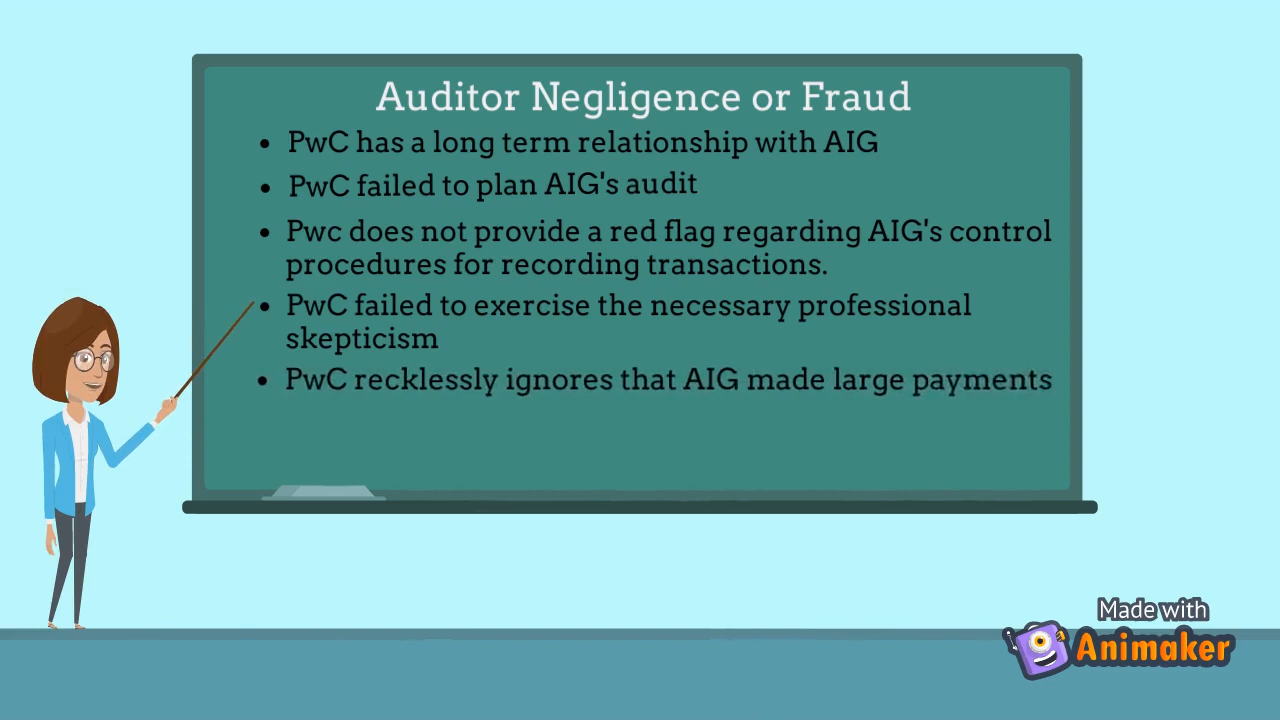 Auditor Negligence or Fraud
• PwC has a long term relationship with AIG
• PwC failed to plan AIG's audit
• Pwc does not provide a red flag regarding AIG's control
procedures for recording transactions.
• PwC failed to exercise the necessary professional
skepticism
• PwC recklessly ignores that AIG made large payments
Made with
Animaker